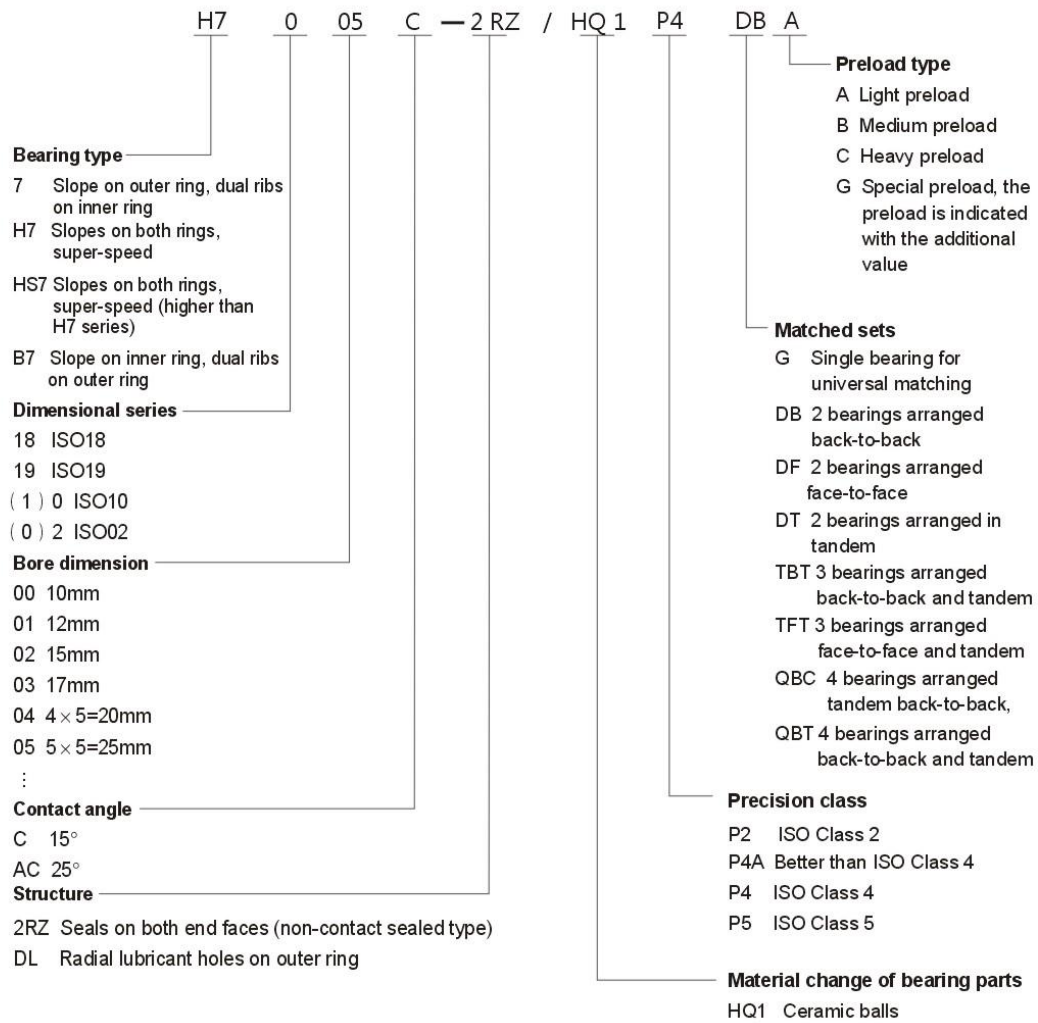 H7 0 05 C — 2 RZ / HQ 1 P4 DB A
Preload type
A Light preload
B Medium preload
C Heavy preload
G Special preload, the
preload is indicated
with the additional
value
Bearing type
7 Slope on outer ring, dual ribs
on inner ring
H7 Slopes on both rings,
super-speed
HS7 Slopes on both rings,
super-speed (higher than
H7 series)
B7 Slope on inner ring, dual ribs
on outer ring
Matched sets
G Single bearing for
universal matching
DB 2 bearings arranged
back-to-back
DF 2 bearings arranged
face-to-face
DT 2 bearings arranged in
tandem
TBT 3 bearings arranged
back-to-back and tandem
TFT 3 bearings arranged
face-to-face and tandem
QBC 4 bearings arranged
tandem back-to-back,
QBT 4 bearings arranged
back-to-back and tandem
Dimensional series
18 ISO18
19 ISO19
( 1 ) 0 ISO10
( 0 ) 2 ISO02
Bore dimension
00 10mm
01 12mm
02 15mm
03 17mm
04 4×5=20mm
05 5×5=25mm
⋮
Contact angle
C 15°
AC 25°
Structure
2RZ Seals on both end faces (non-contact sealed type)
DL Radial lubricant holes on outer ring
Precision class
P2 ISO Class 2
P4A Better than ISO Class 4
P4 ISO Class 4
P5 ISO Class 5
Material change of bearing parts
HQ1 Ceramic balls